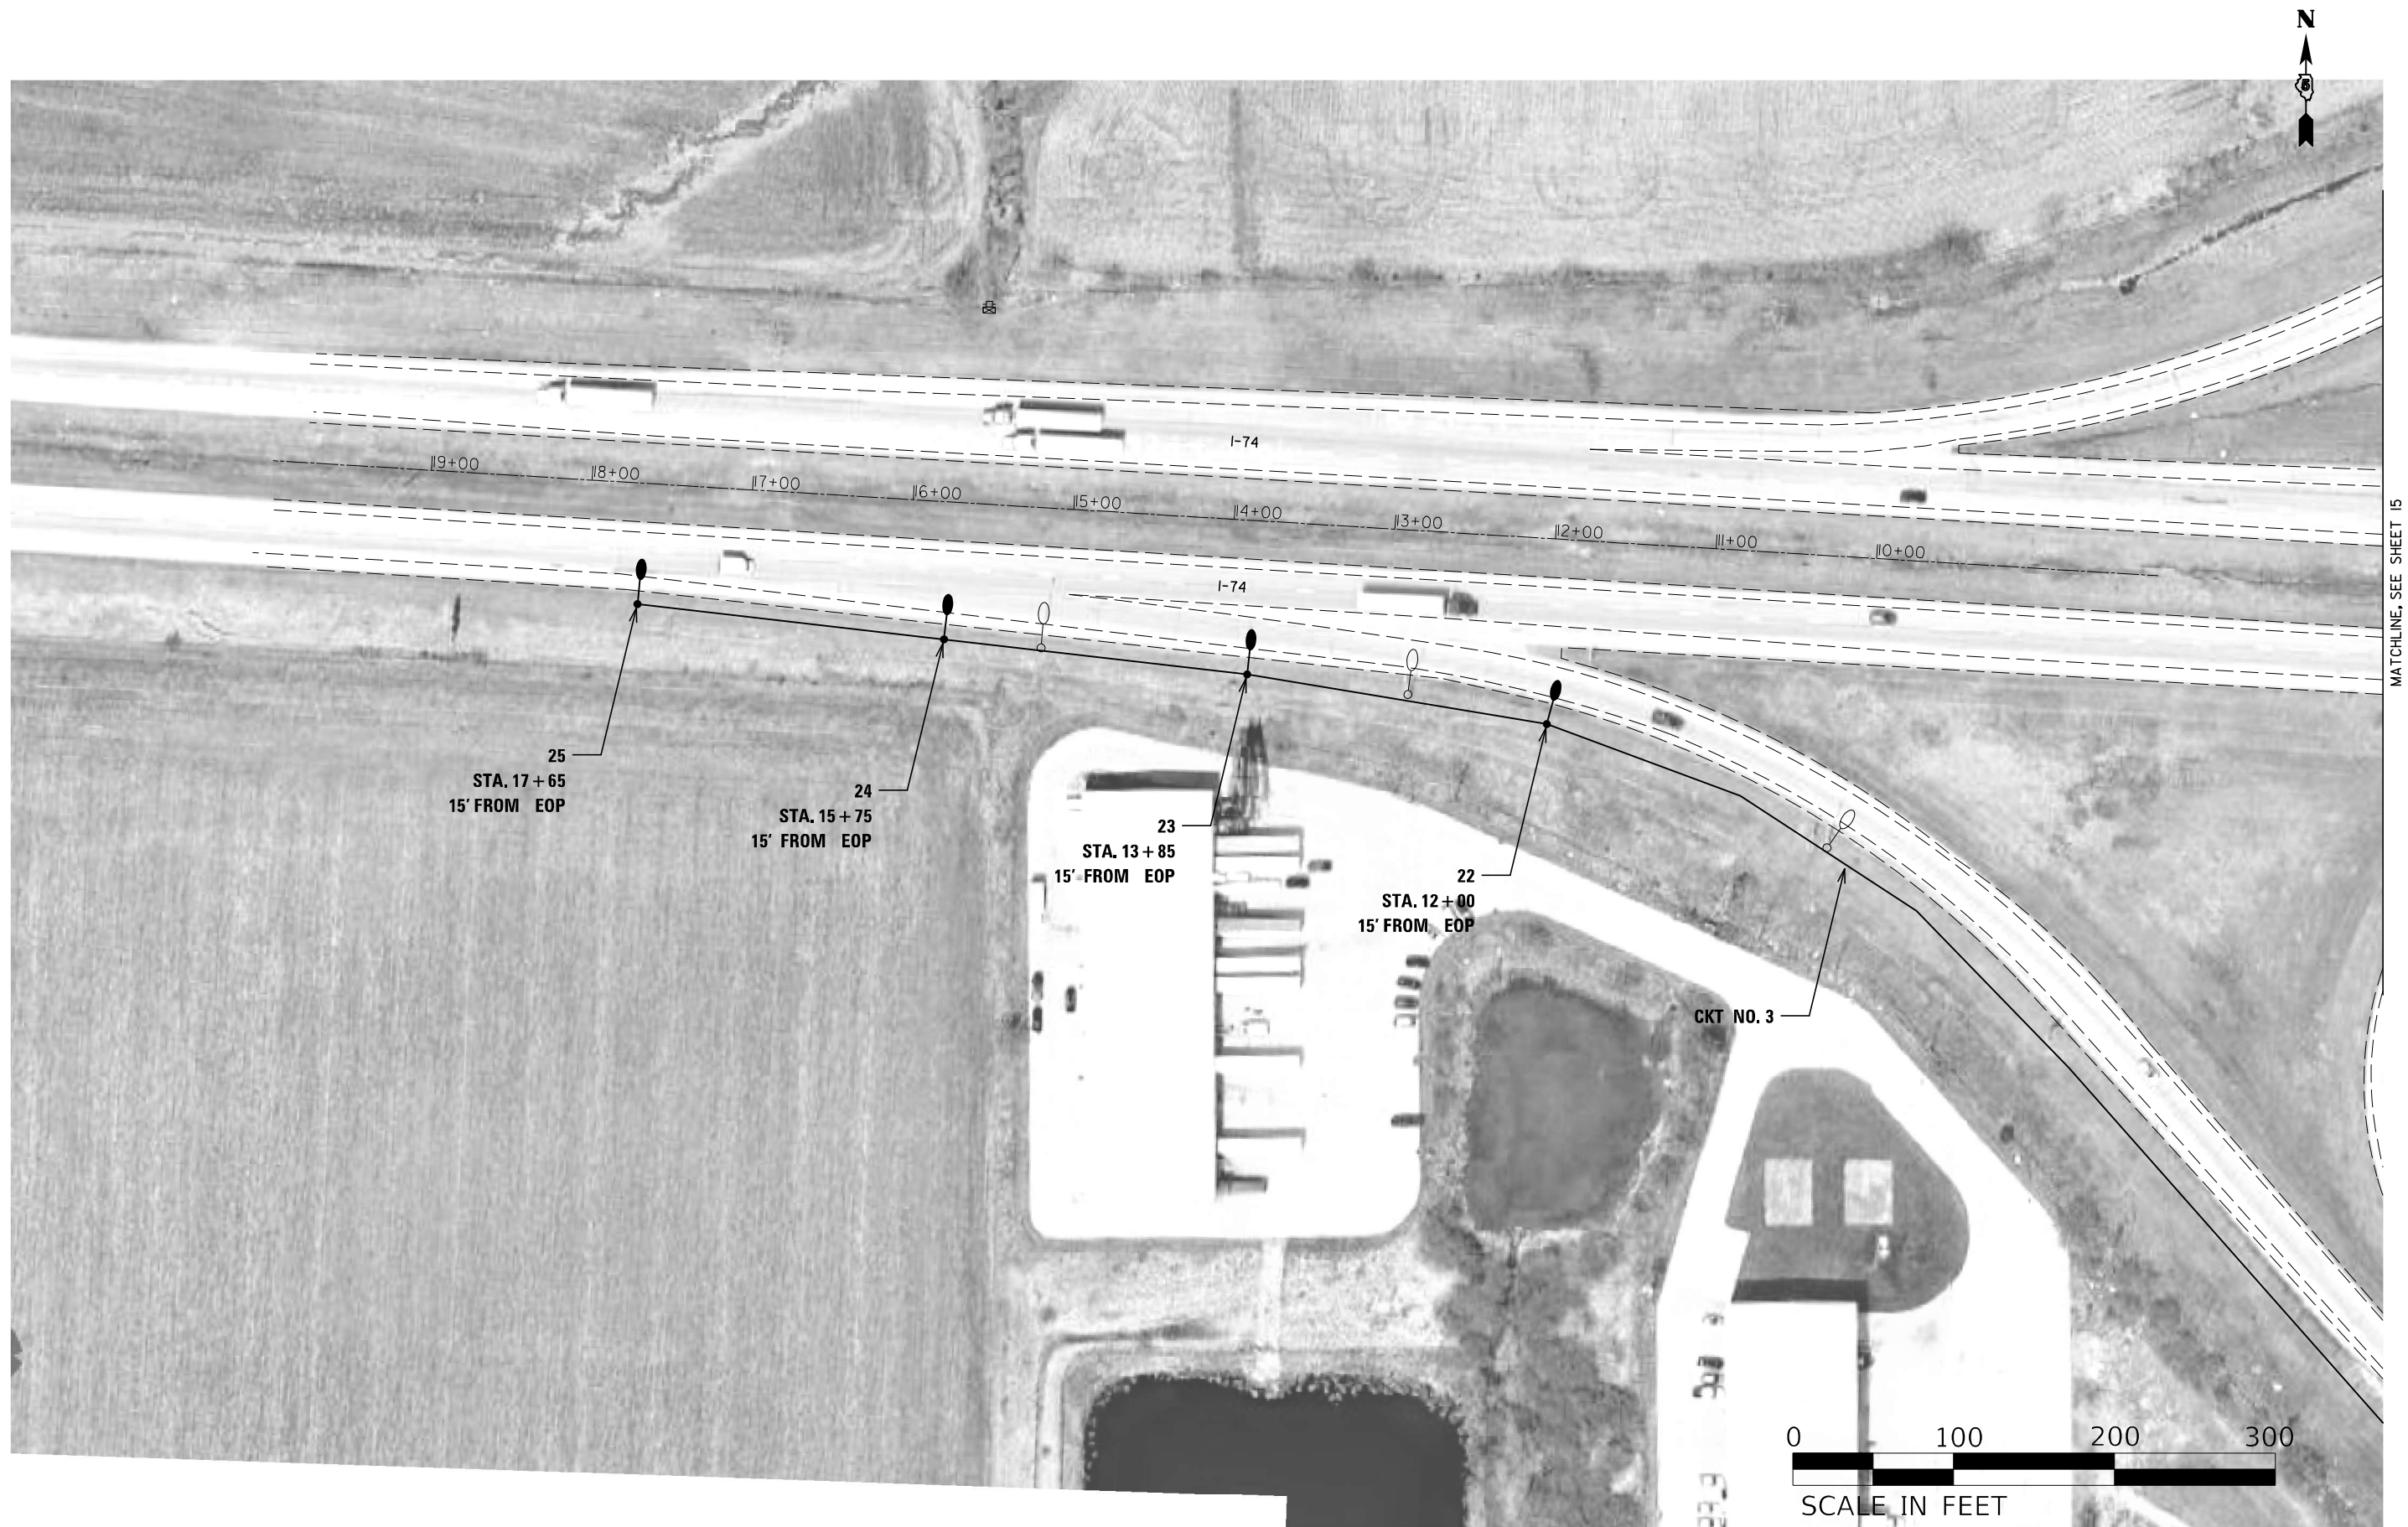 N
5
I-74
119+00
118+00
117+00
116+00
115+00
114+00
113+00
112+00
111+00
110+00
I-74
MATCHLINE, SEE SHEET 15
25
STA. 17+65
15' FROM EOP
24
STA. 15+75
15' FROM EOP
23
STA. 13+85
15' FROM EOP
22
STA. 12+00
15' FROM EOP
CKT NO. 3
0 100 200 300
SCALE IN FEET